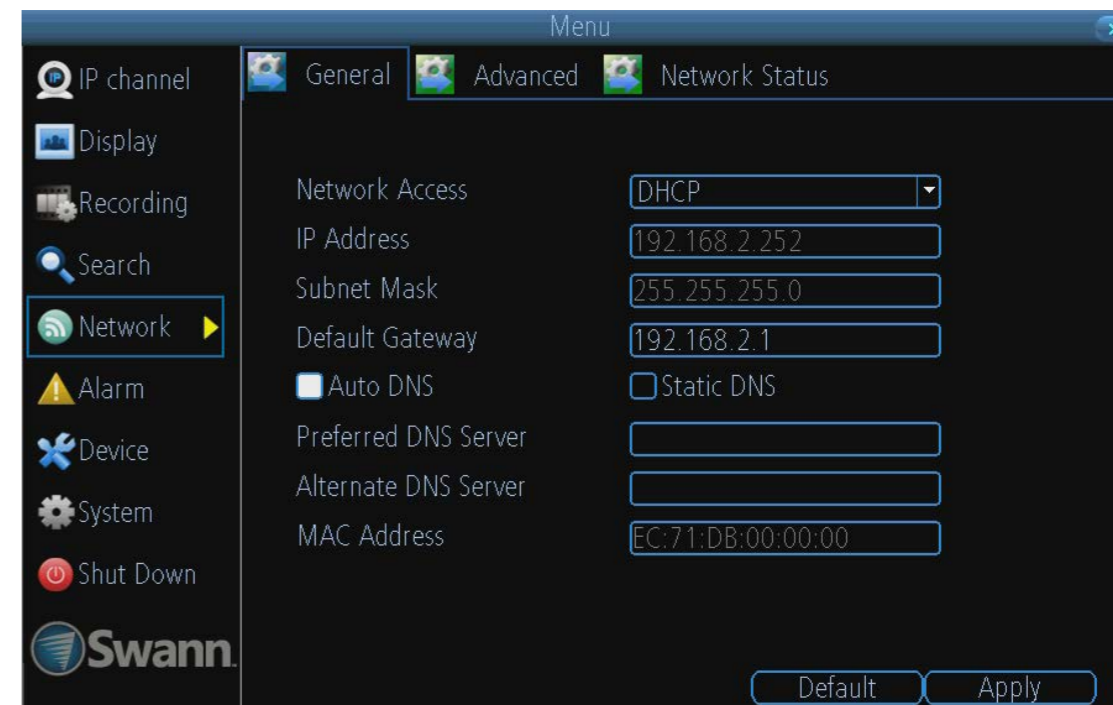 Menu
IP channel
Display
Recording
Search
Network
Alarm
Device
System
Shut Down
Swann
General Advanced Network Status
Network Access DHCP
IP Address 192.168.2.252
Subnet Mask 255.255.255.0
Default Gateway 192.168.2.1
Auto DNS Static DNS
Preferred DNS Server
Alternate DNS Server
MAC Address EC:71:DB:00:00:00
Default Apply